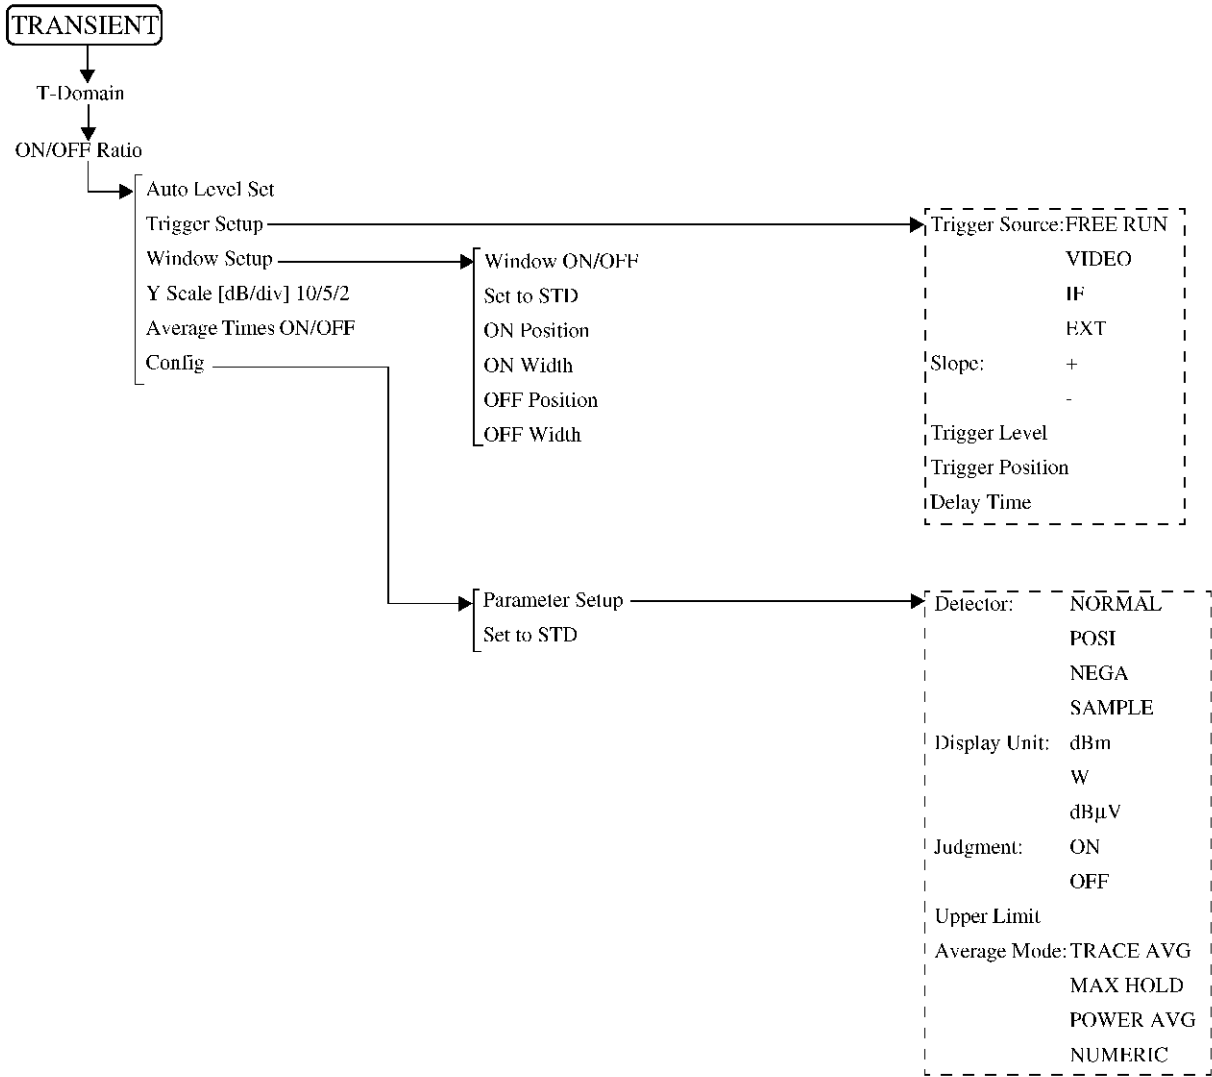 TRANSIENT
T-Domain
ON/OFF Ratio
Auto Level Set
Trigger Setup
Window Setup
Y Scale [dB/div] 10/5/2
Average Times ON/OFF
Config
Window ON/OFF
Set to STD
ON Position
ON Width
OFF Position
OFF Width
Trigger Source: FREE RUN
VIDEO
IF
EXT
Slope: +
-
Trigger Level
Trigger Position
Delay Time
Parameter Setup
Set to STD
Detector: NORMAL
POSI
NEGA
SAMPLE
Display Unit: dBm
W
dBµV
Judgment: ON
OFF
Upper Limit
Average Mode: TRACE AVG
MAX HOLD
POWER AVG
NUMERIC